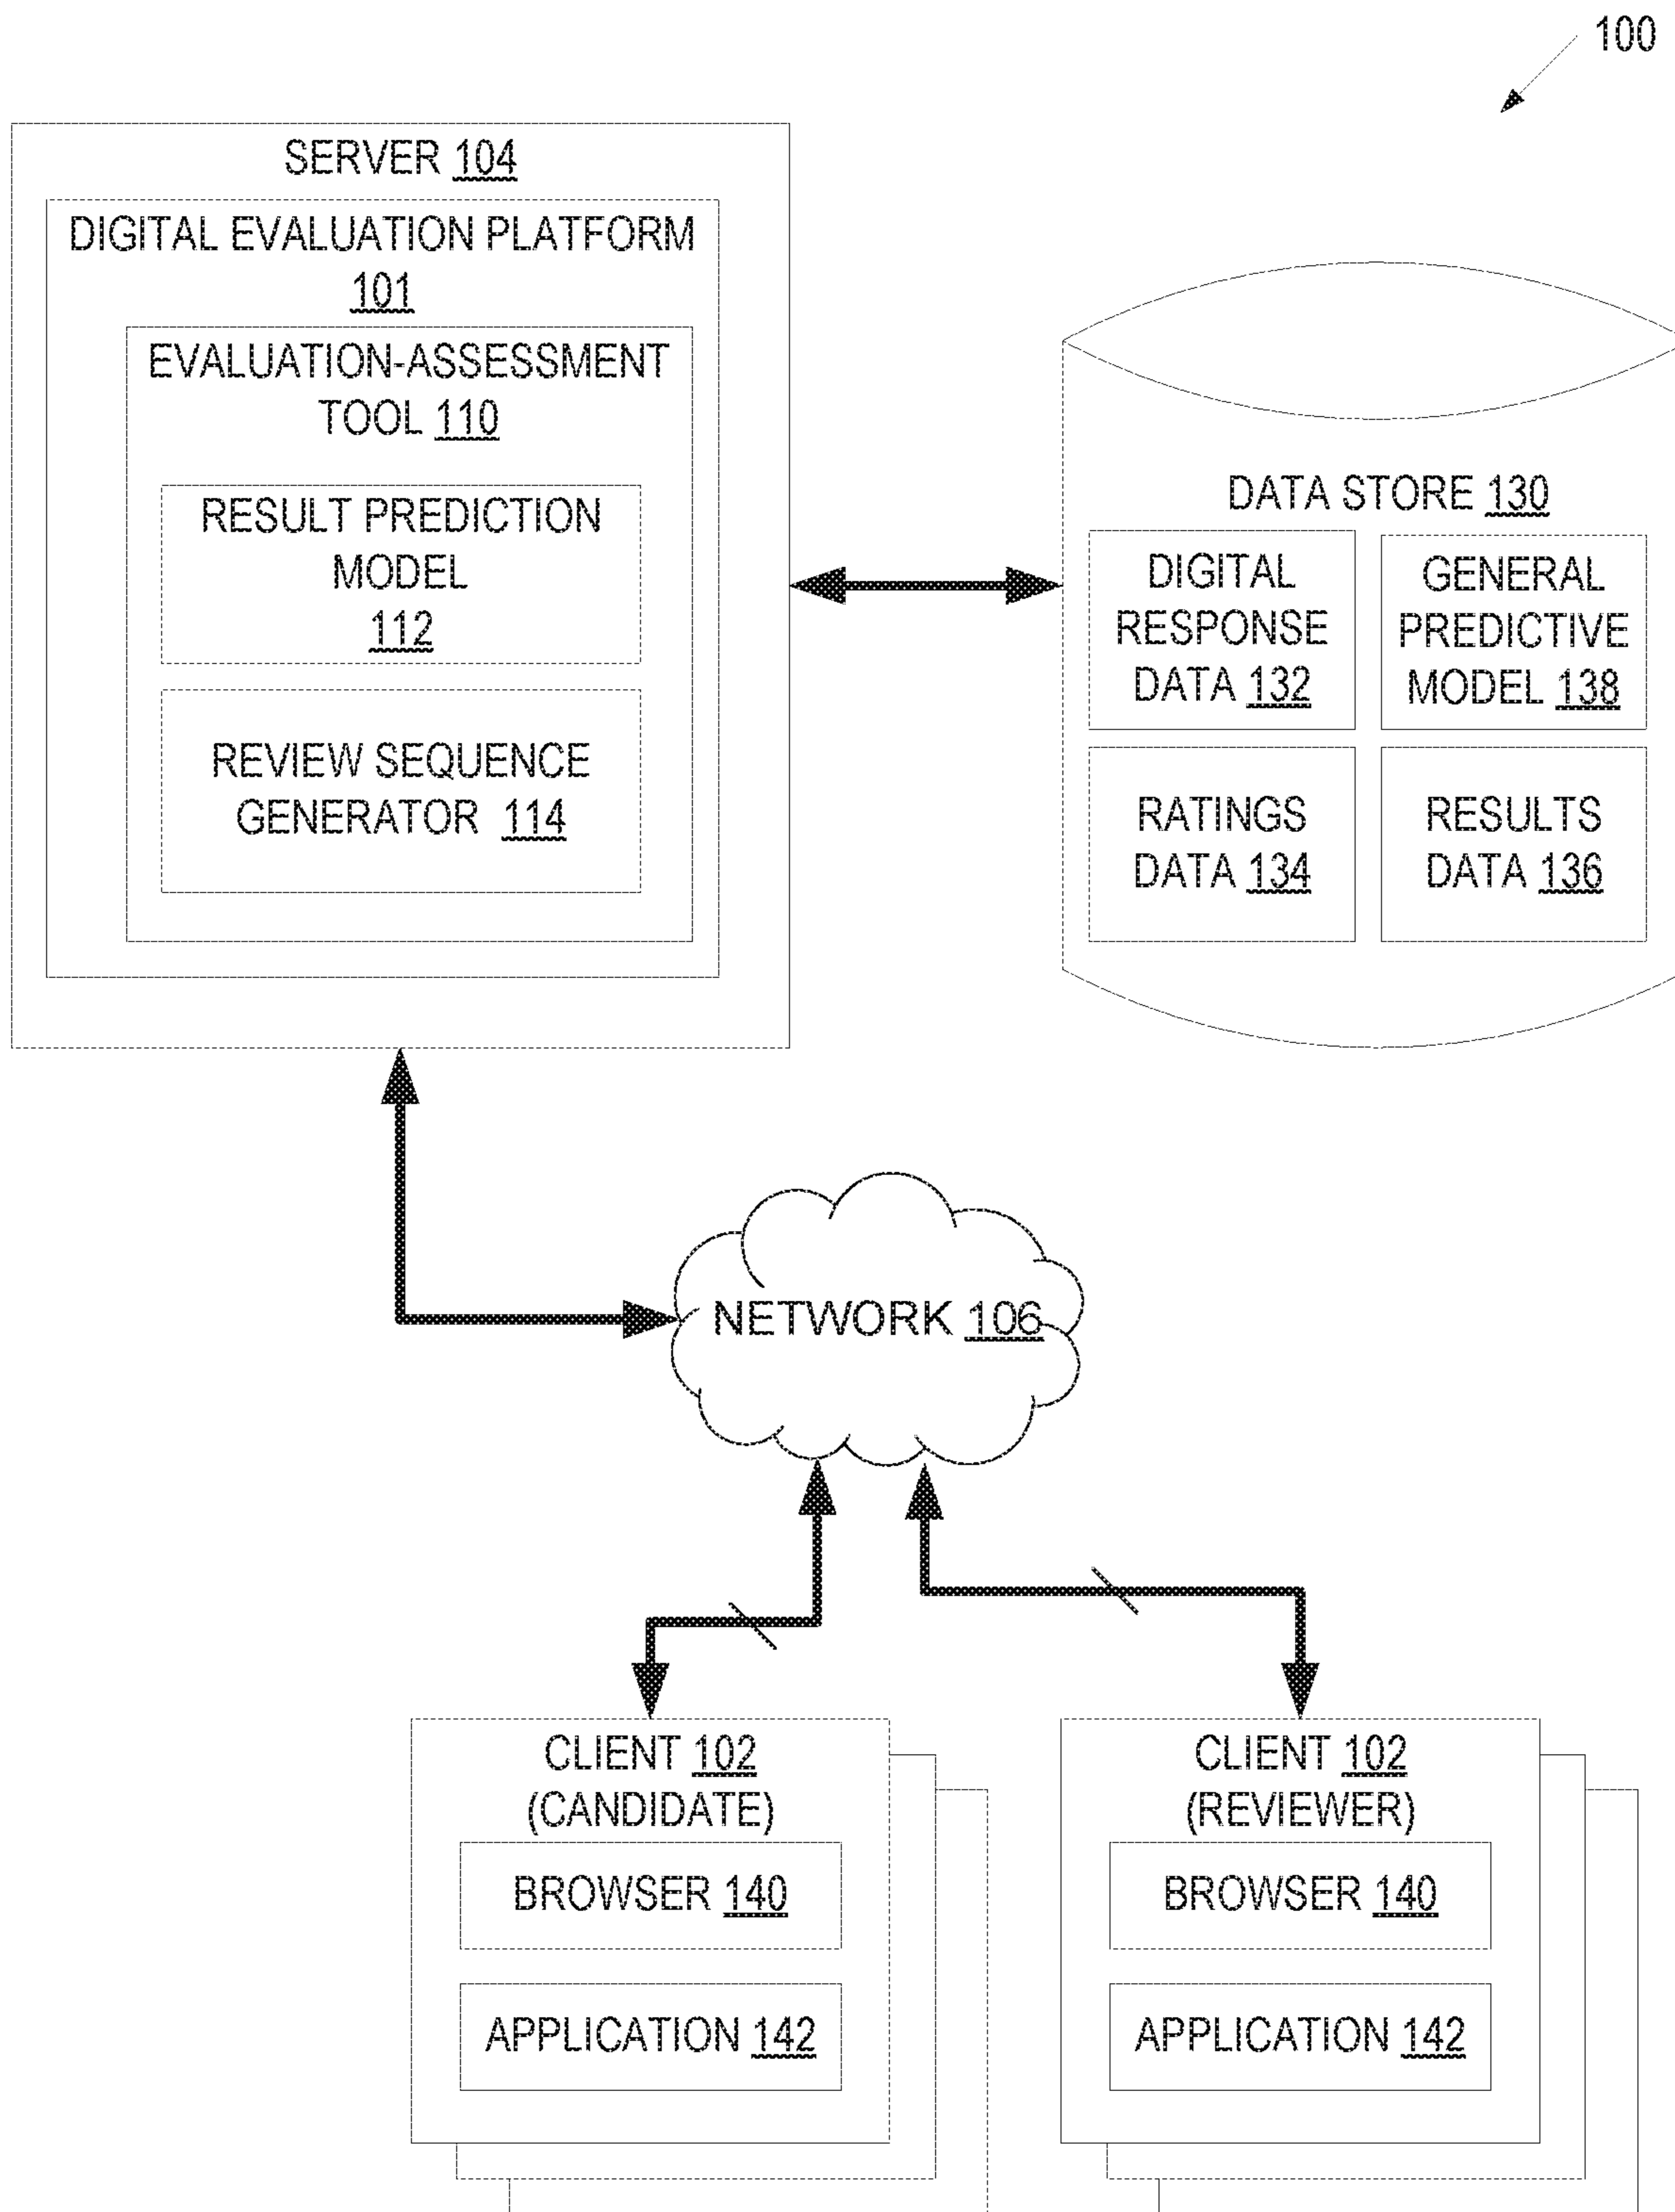 100
SERVER 104
DIGITAL EVALUATION PLATFORM
101
EVALUATION-ASSESSMENT
TOOL 110
RESULT PREDICTION
MODEL
112
REVIEW SEQUENCE
GENERATOR 114
DATA STORE 130
DIGITAL
RESPONSE
DATA 132
GENERAL
PREDICTIVE
MODEL 138
RATINGS
DATA 134
RESULTS
DATA 136
NETWORK 106
CLIENT 102
(CANDIDATE)
BROWSER 140
APPLICATION 142
CLIENT 102
(REVIEWER)
BROWSER 140
APPLICATION 142